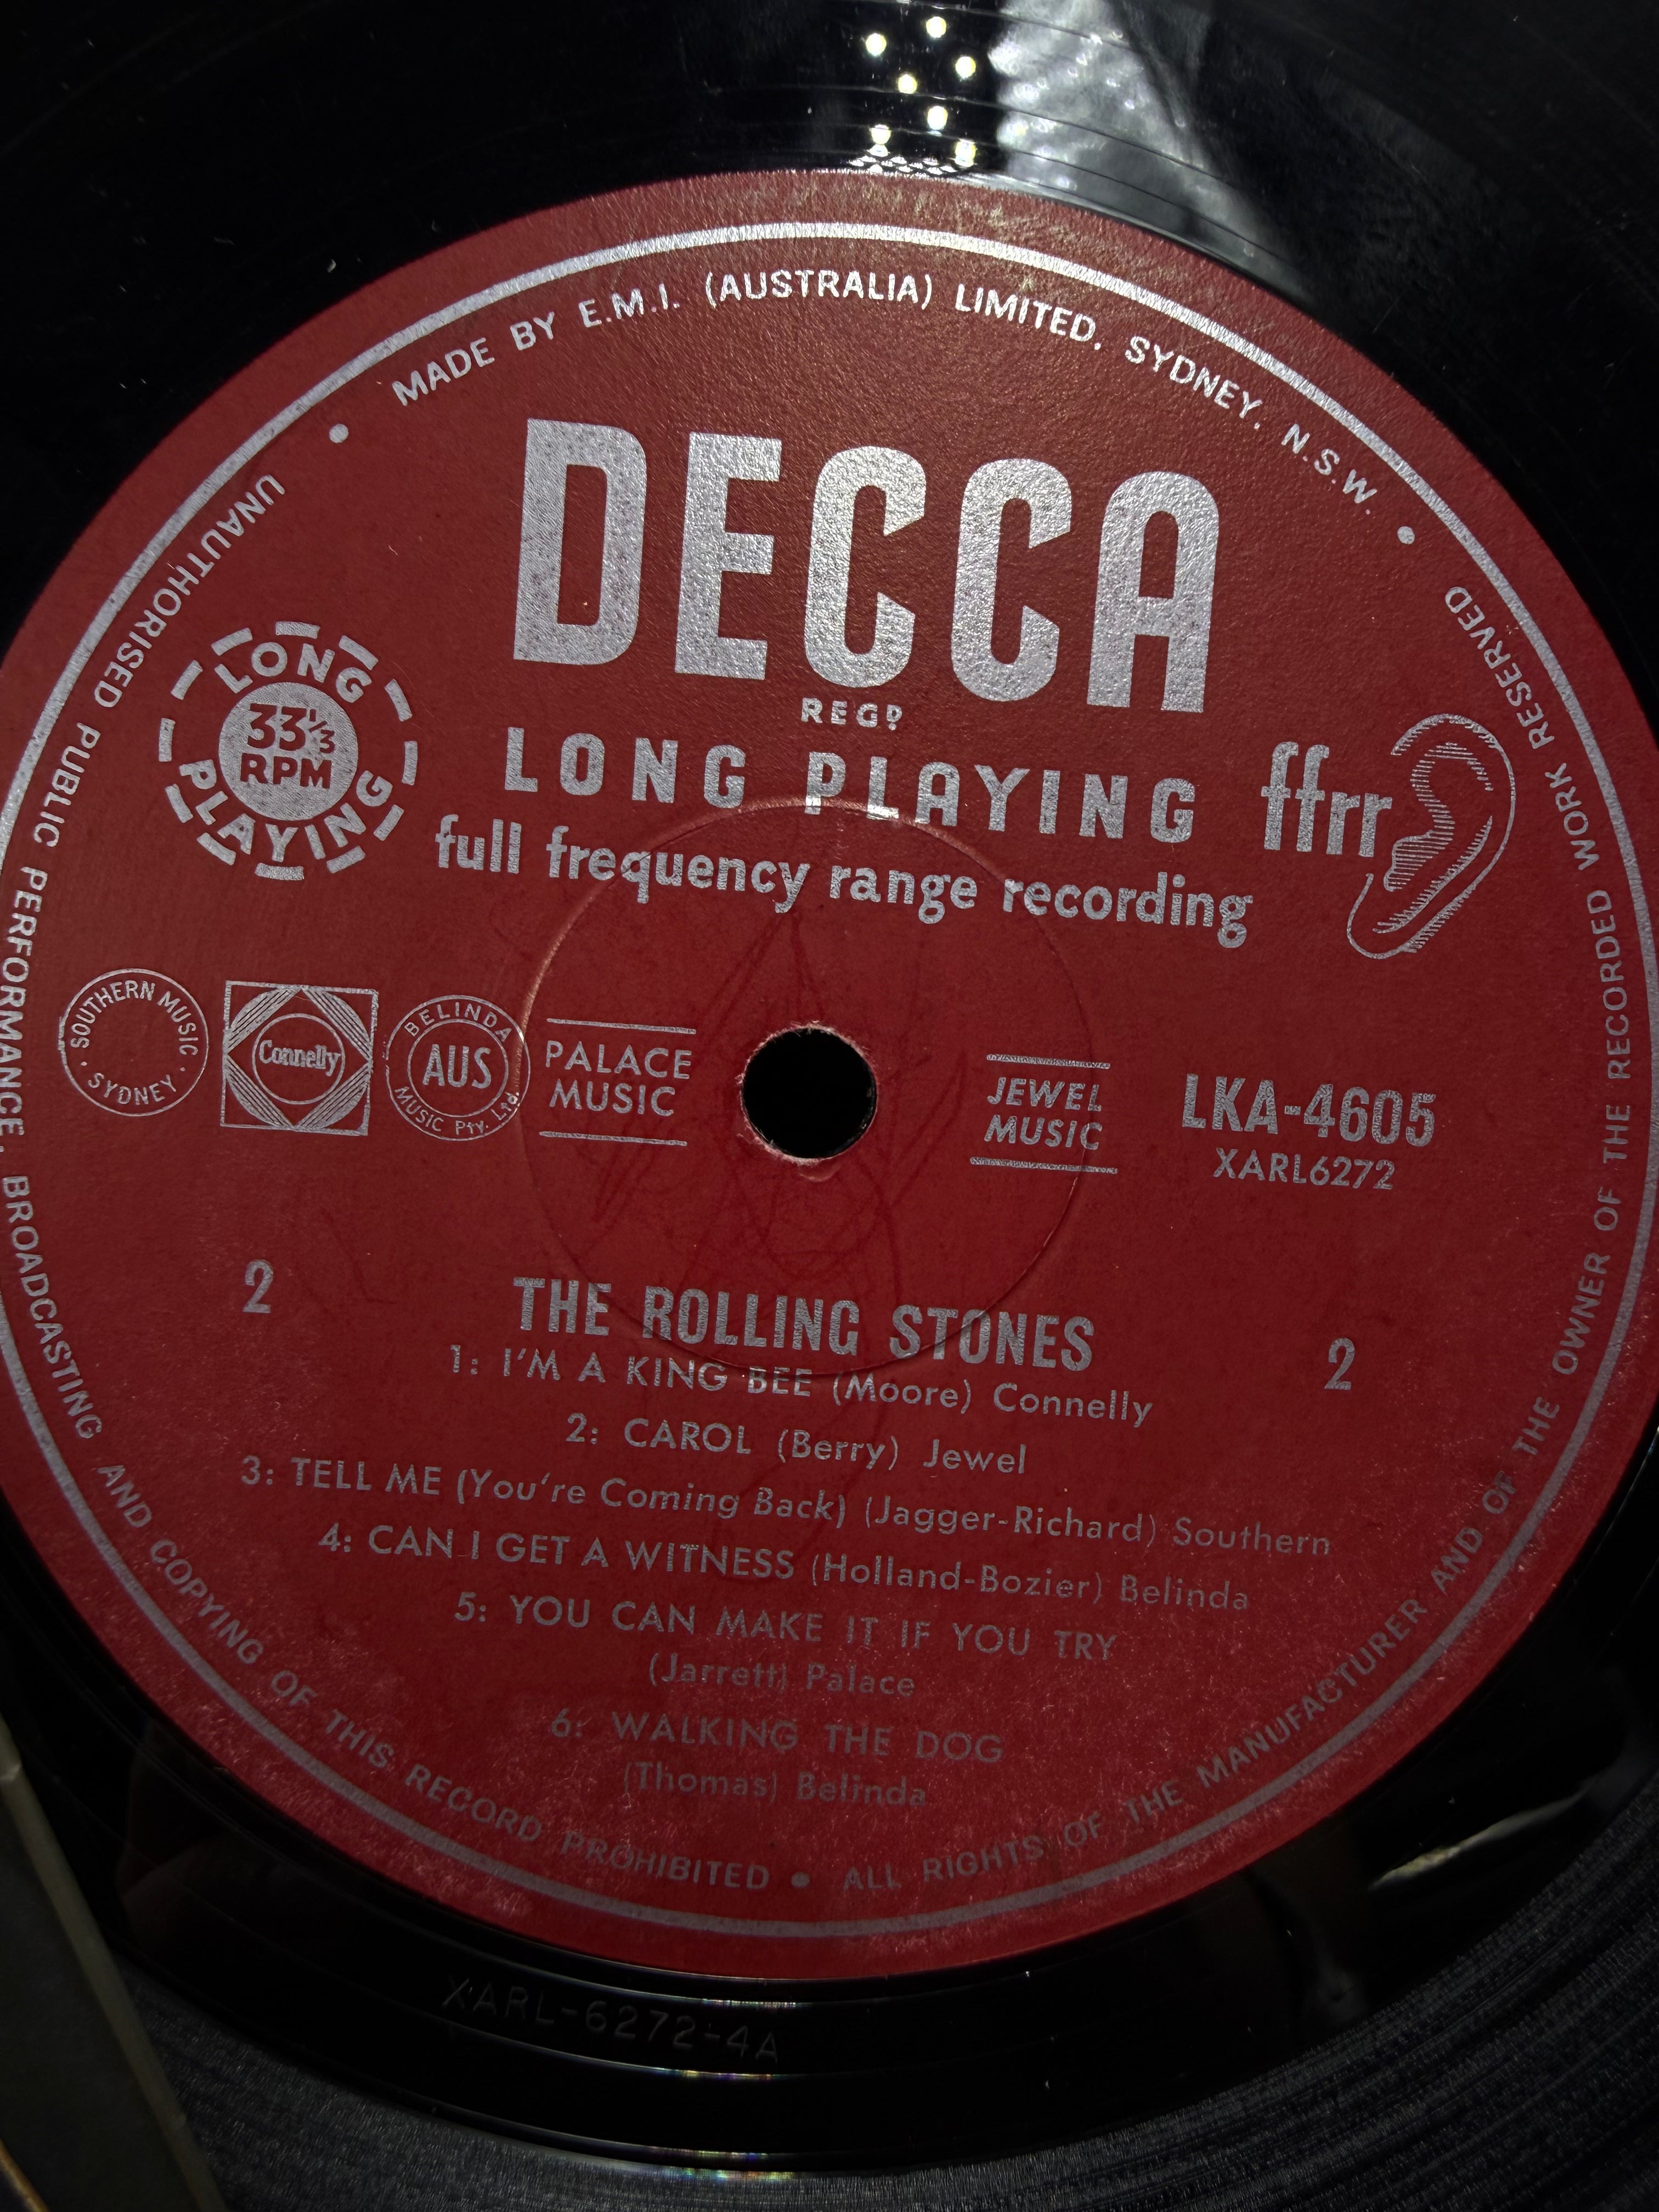 MADE BY E.M.I. (AUSTRALIA) LIMITED. SYDNEY. N.S.W.
DECCA
REGD
LONG PLAYING
full frequency range recording
LONG
33 1/3
RPM
PLAYING
ffrr
SOUTHERN MUSIC
· SYDNEY ·
Connelly
BELINDA
AUS
MUSIC Pty. Ltd.
PALACE
MUSIC
JEWEL
MUSIC
LKA-4605
XARL6272
2
2
THE ROLLING STONES
1: I'M A KING BEE (Moore) Connelly
2: CAROL (Berry) Jewel
3: TELL ME (You're Coming Back) (Jagger-Richard) Southern
4: CAN I GET A WITNESS (Holland-Bozier) Belinda
5: YOU CAN MAKE IT IF YOU TRY
(Jarrett) Palace
6: WALKING THE DOG
(Thomas) Belinda
UNAUTHORISED PUBLIC PERFORMANCE, BROADCASTING AND COPYING OF THIS RECORD PROHIBITED • ALL RIGHTS OF THE MANUFACTURER AND OF THE OWNER OF THE RECORDED WORK RESERVED
XARL-6272-4A